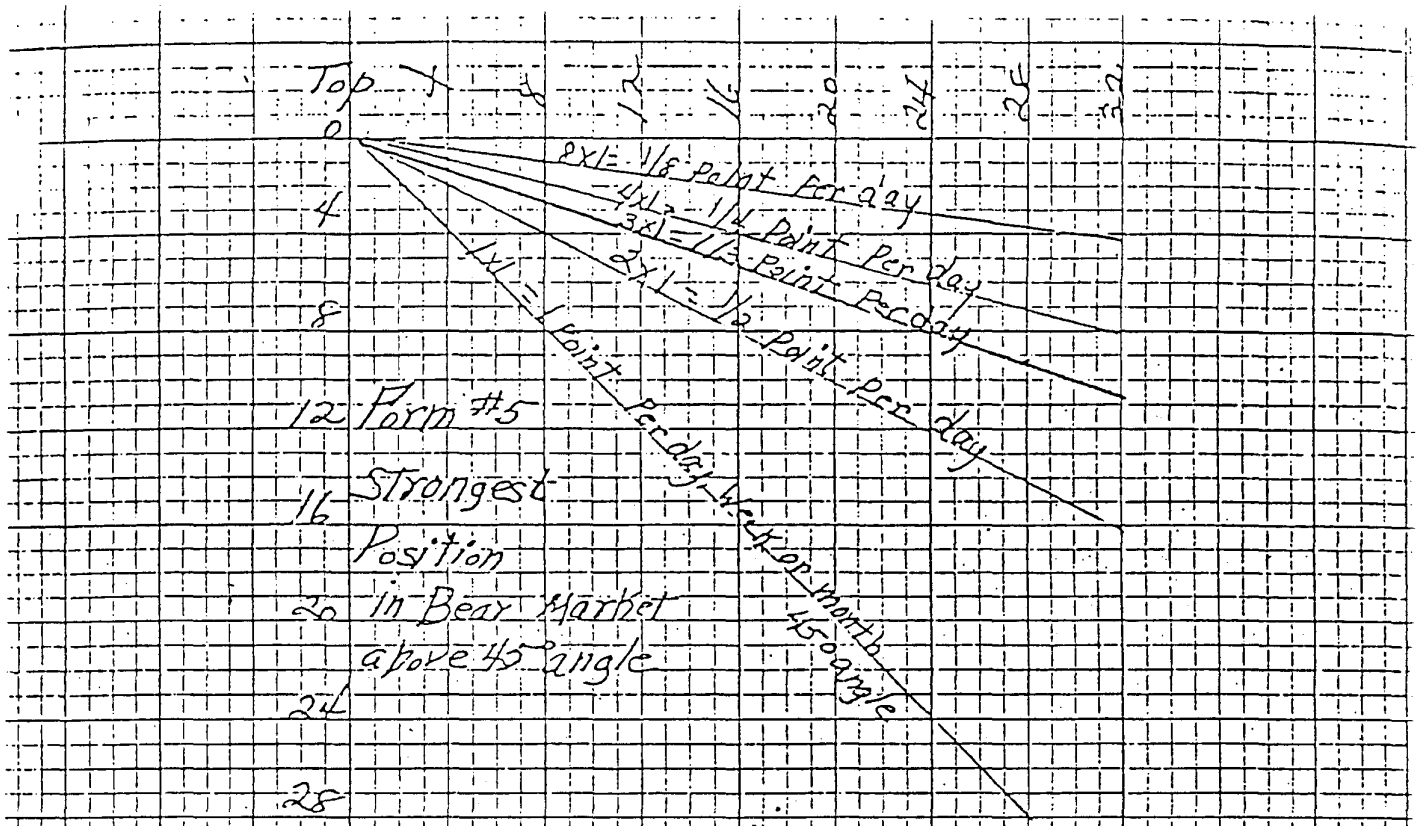 Top 4 8 12 16 20 24 28 32
0
8x1= 1/8 Point Per day
4
4x1= 1/4 Point Per day
3x1=1/3 Point Per day
2x1=1/2 Point Per day
1x1=1 Point Per day, Week or month
45° angle
8
12 Form #5
16 Strongest
Position
20 in Bear Market
above 45° angle
24
28